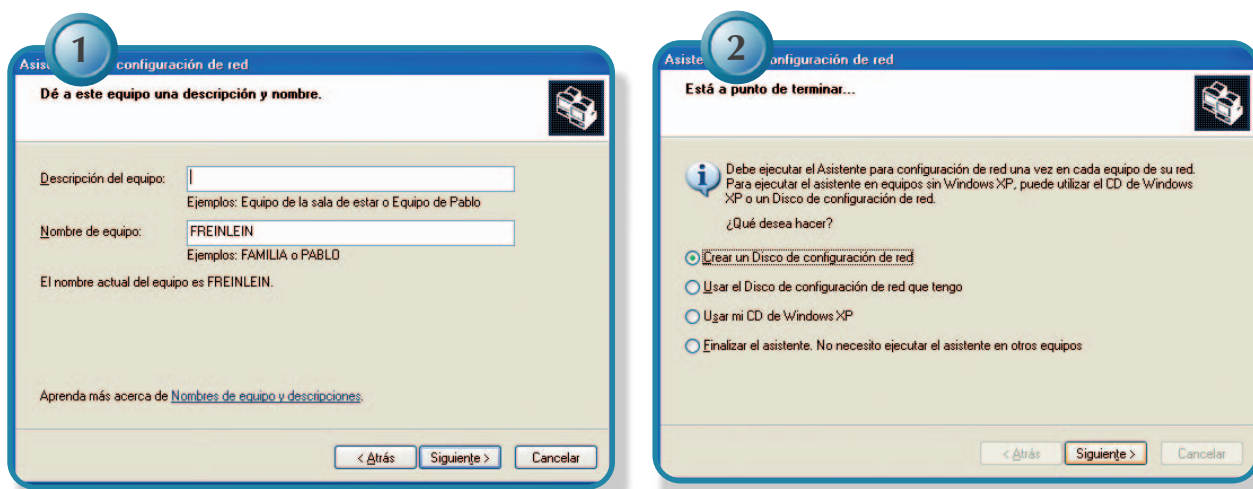 1
Asis configuración de red
Dé a este equipo una descripción y nombre.
Descripción del equipo:
Ejemplos: Equipo de la sala de estar o Equipo de Pablo
Nombre de equipo: FREINLEIN
Ejemplos: FAMILIA o PABLO
El nombre actual del equipo es FREINLEIN.
Aprenda más acerca de Nombres de equipo y descripciones.
< Atrás Siguiente > Cancelar
2
Asiste onfiguración de red
Está a punto de terminar...
Debe ejecutar el Asistente para configuración de red una vez en cada equipo de su red.
Para ejecutar el asistente en equipos sin Windows XP, puede utilizar el CD de Windows
XP o un Disco de configuración de red.
¿Qué desea hacer?
Crear un Disco de configuración de red
Usar el Disco de configuración de red que tengo
Usar mi CD de Windows XP
Finalizar el asistente. No necesito ejecutar el asistente en otros equipos
< Atrás Siguiente > Cancelar